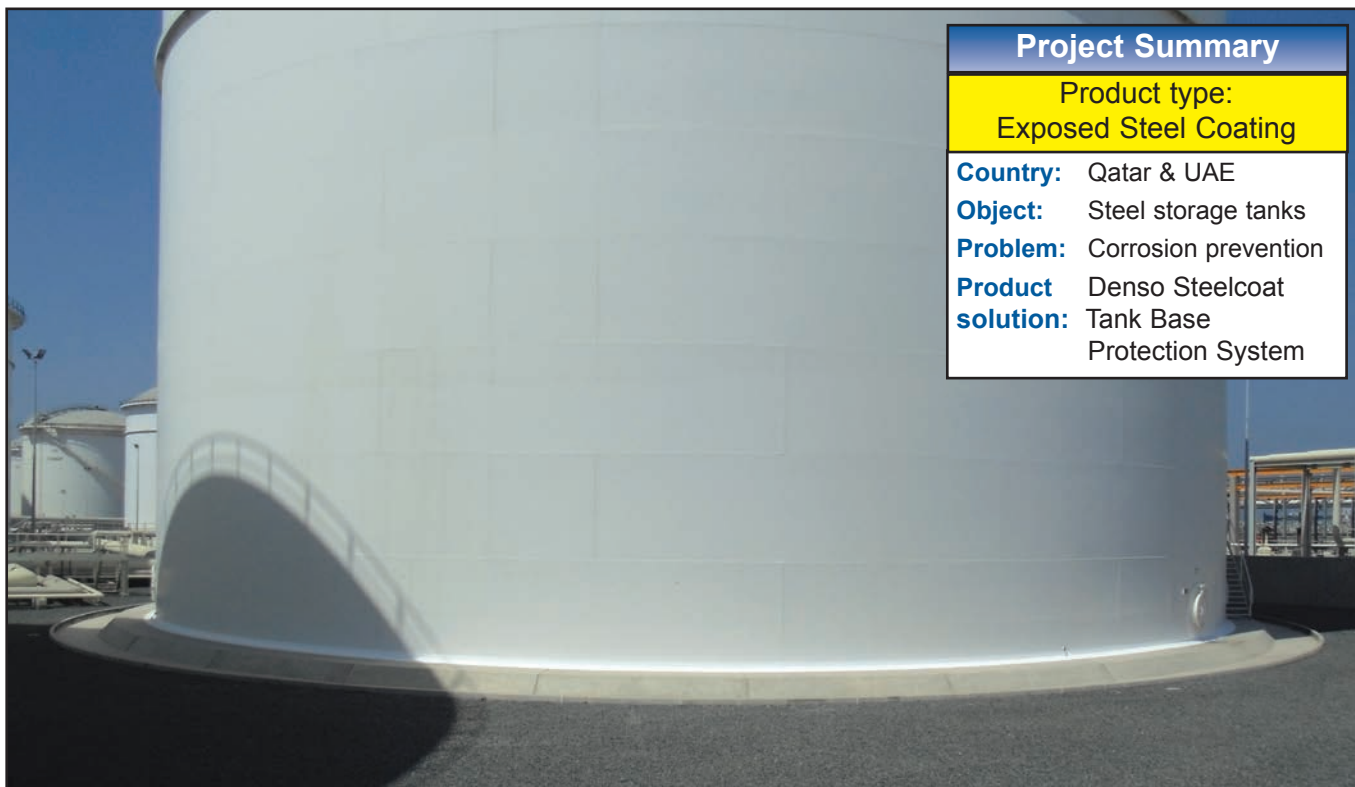 Project Summary
Product type:
Exposed Steel Coating
Country: Qatar & UAE
Object: Steel storage tanks
Problem: Corrosion prevention
Product Denso Steelcoat
solution: Tank Base
Protection System